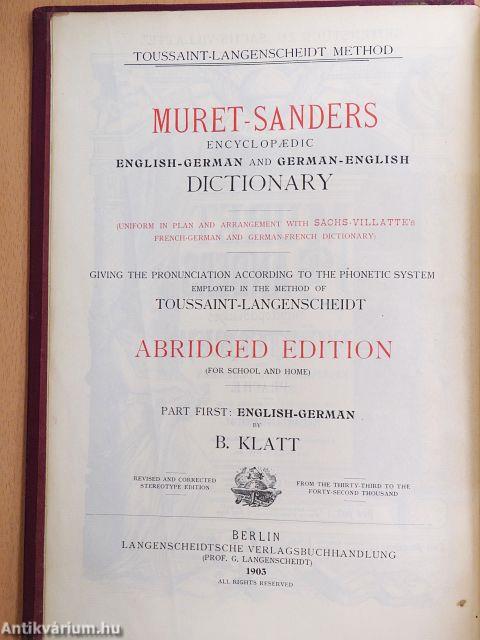 TOUSSAINT-LANGENSCHEIDT METHOD
MURET-SANDERS
ENCYCLOPÆDIC
ENGLISH-GERMAN AND GERMAN-ENGLISH
DICTIONARY
(UNIFORM IN PLAN AND ARRANGEMENT WITH SACHS-VILLATTE'S
FRENCH-GERMAN AND GERMAN-FRENCH DICTIONARY)
GIVING THE PRONUNCIATION ACCORDING TO THE PHONETIC SYSTEM
EMPLOYED IN THE METHOD OF
TOUSSAINT-LANGENSCHEIDT
ABRIDGED EDITION
(FOR SCHOOL AND HOME)
PART FIRST: ENGLISH-GERMAN
BY
B. KLATT
REVISED AND CORRECTED
STEREOTYPE EDITION
FROM THE THIRTY-THIRD TO THE
FORTY-SECOND THOUSAND
BERLIN
LANGENSCHEIDTSCHE VERLAGSBUCHHANDLUNG
(PROF. G. LANGENSCHEIDT)
1903
ALL RIGHTS RESERVED
Antikvárium.hu
Antikvárium.hu